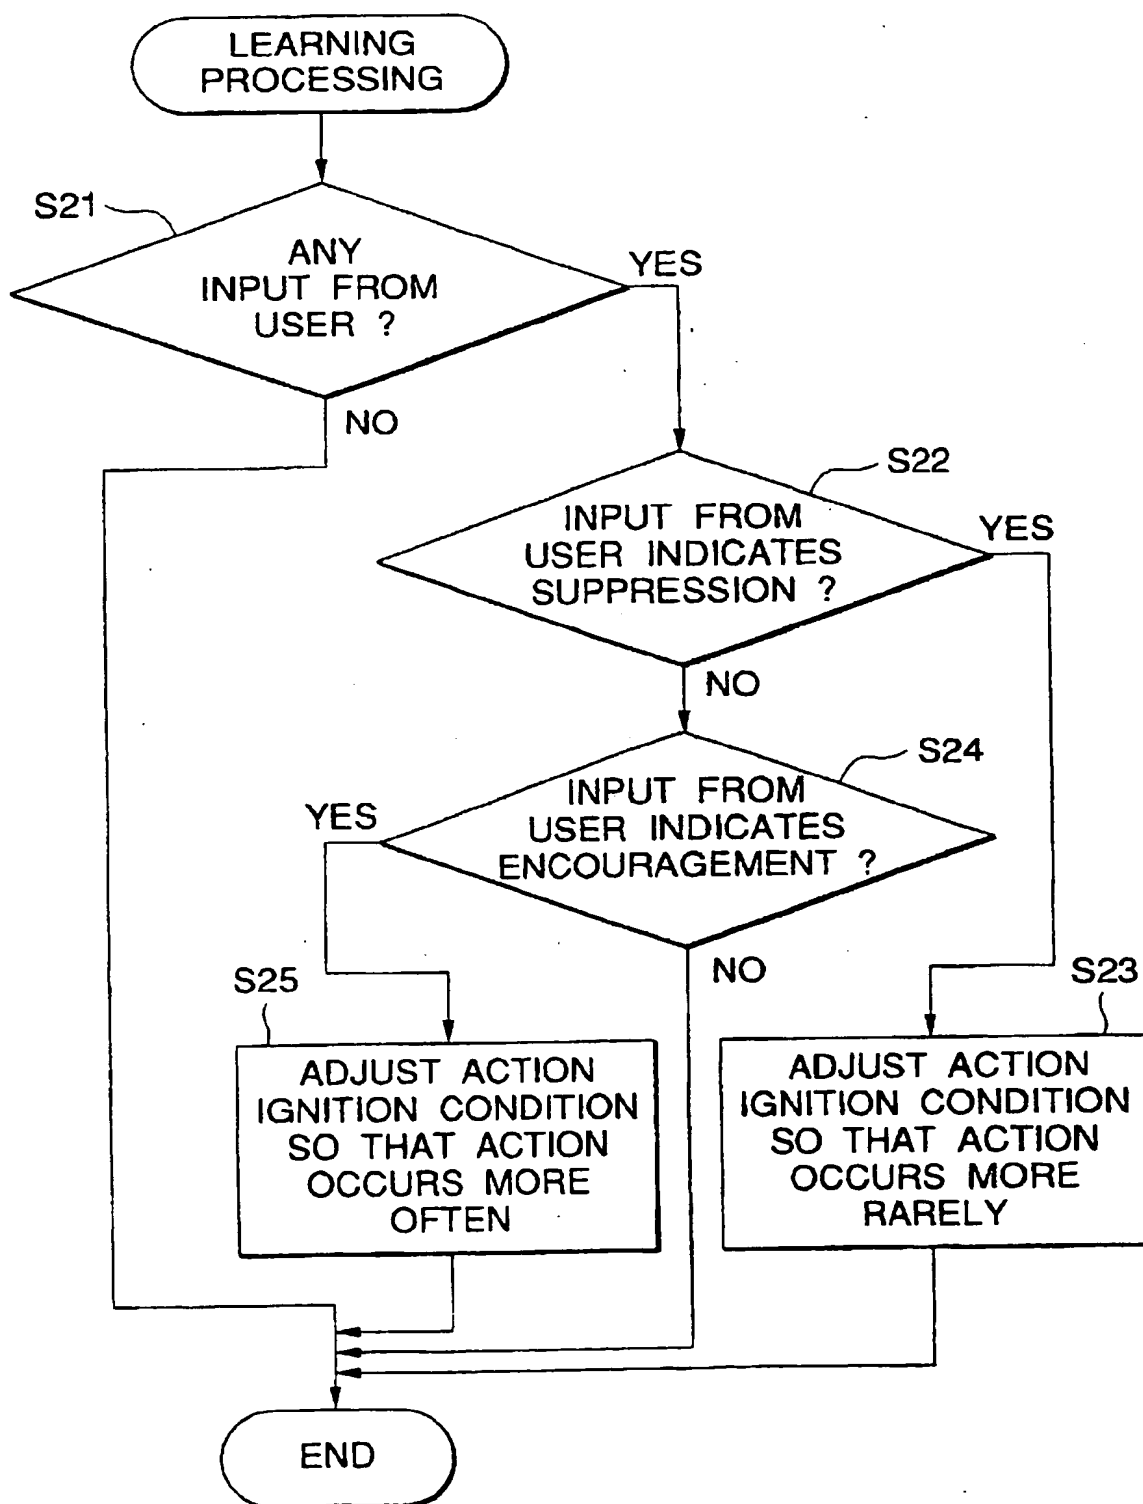 LEARNING
PROCESSING
S21
ANY
INPUT FROM
USER ?
YES
NO
S22
INPUT FROM
USER INDICATES
SUPPRESSION ?
YES
NO
S24
INPUT FROM
USER INDICATES
ENCOURAGEMENT ?
YES
NO
S25
ADJUST ACTION
IGNITION CONDITION
SO THAT ACTION
OCCURS MORE
OFTEN
S23
ADJUST ACTION
IGNITION CONDITION
SO THAT ACTION
OCCURS MORE
RARELY
END